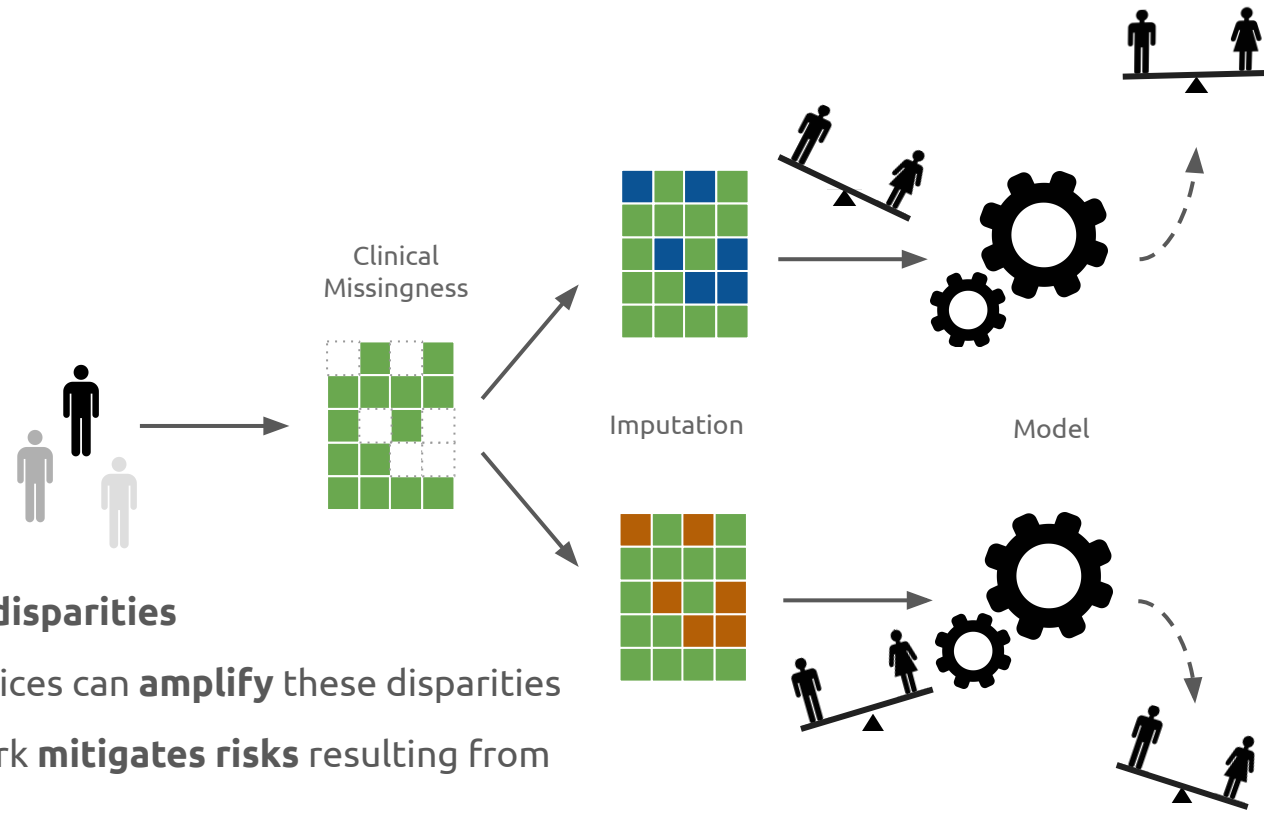 Clinical
Missingness
Imputation
Model
disparities
ices can amplify these disparities
rk mitigates risks resulting from